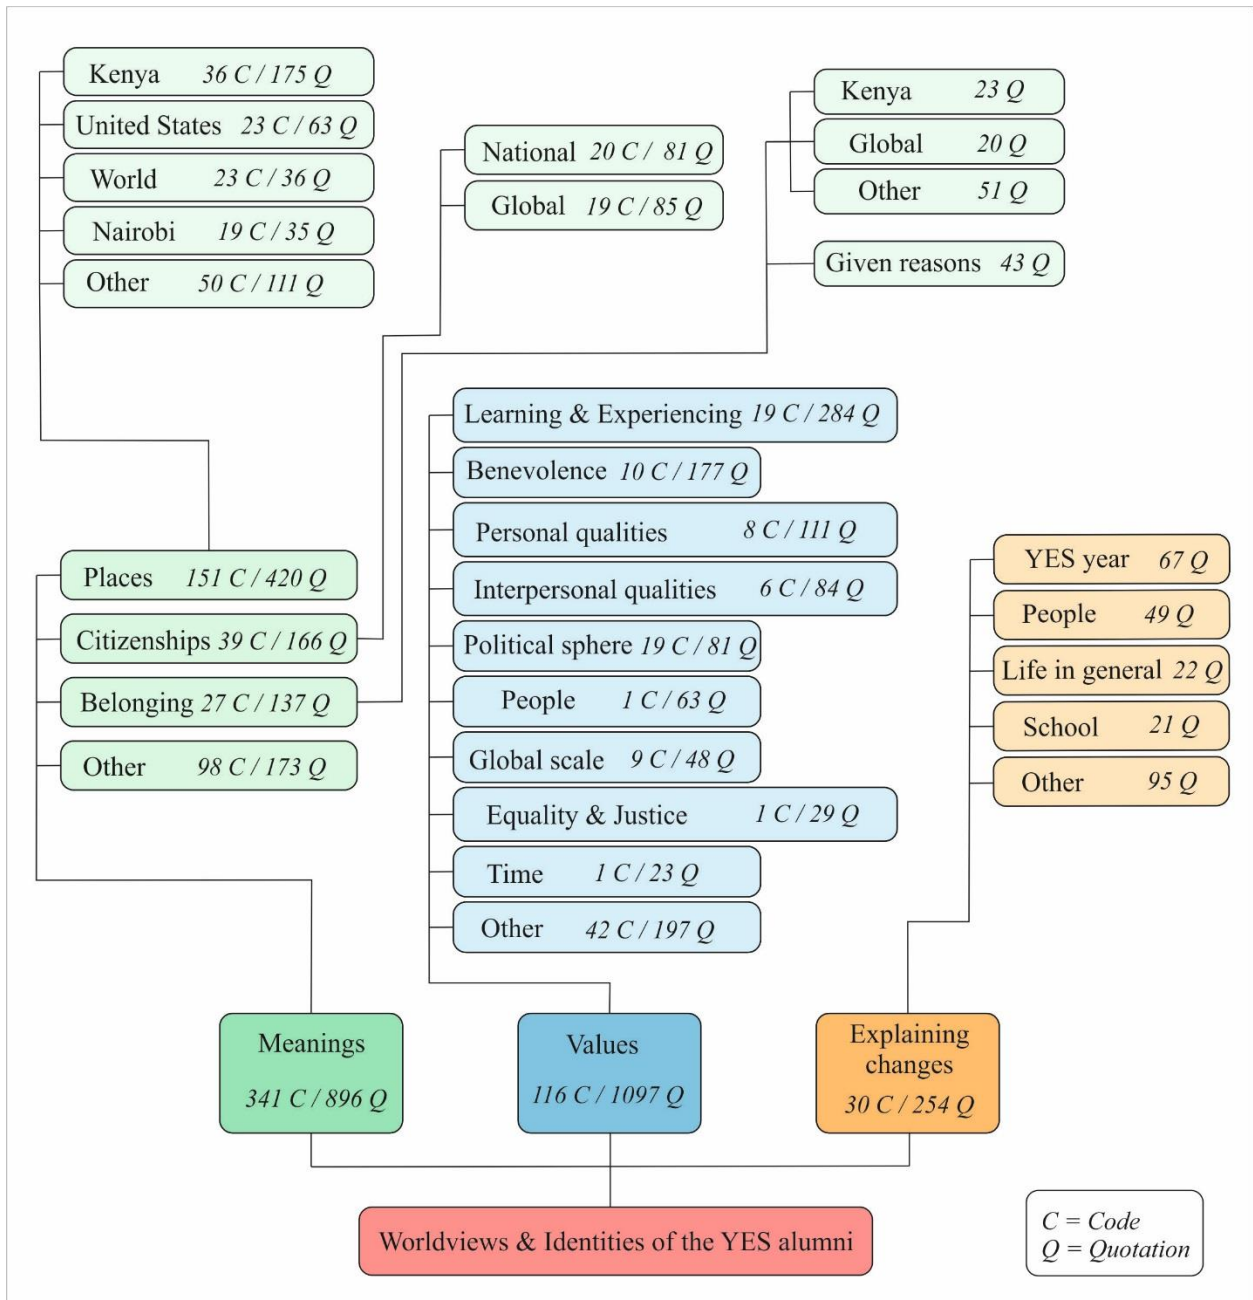 Kenya 36 C / 175 Q
United States 23 C / 63 Q
World 23 C / 36 Q
Nairobi 19 C / 35 Q
Other 50 C / 111 Q
National 20 C / 81 Q
Global 19 C / 85 Q
Kenya 23 Q
Global 20 Q
Other 51 Q
Given reasons 43 Q
Places 151 C / 420 Q
Citizenships 39 C / 166 Q
Belonging 27 C / 137 Q
Other 98 C / 173 Q
Learning & Experiencing 19 C / 284 Q
Benevolence 10 C / 177 Q
Personal qualities 8 C / 111 Q
Interpersonal qualities 6 C / 84 Q
Political sphere 19 C / 81 Q
People 1 C / 63 Q
Global scale 9 C / 48 Q
Equality & Justice 1 C / 29 Q
Time 1 C / 23 Q
Other 42 C / 197 Q
YES year 67 Q
People 49 Q
Life in general 22 Q
School 21 Q
Other 95 Q
Meanings
341 C / 896 Q
Values
116 C / 1097 Q
Explaining
changes
30 C / 254 Q
Worldviews & Identities of the YES alumni
C = Code
Q = Quotation